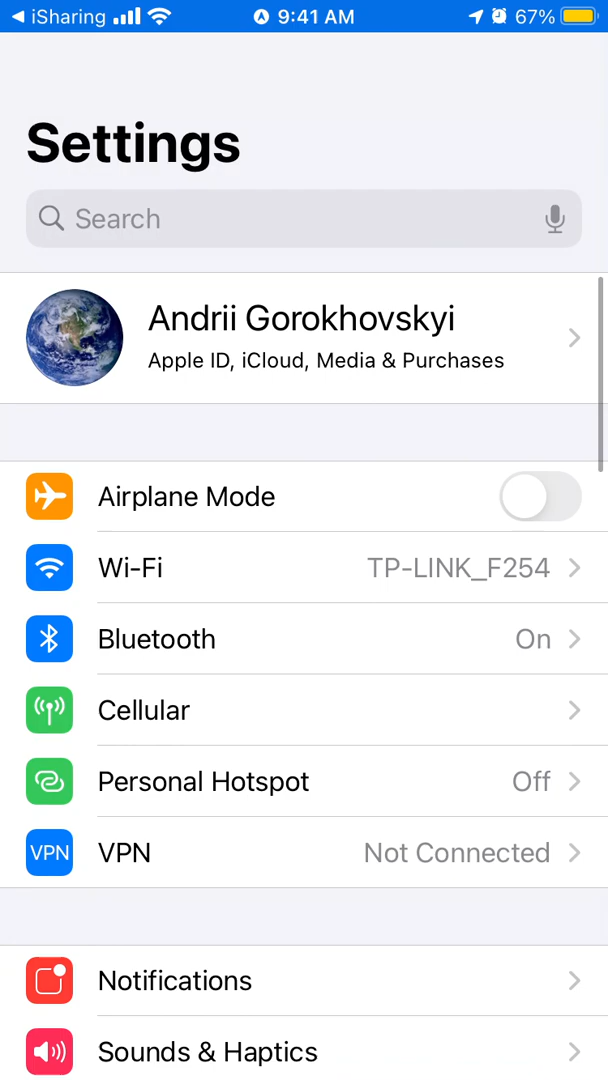 iSharing 9:41 AM 67%
Settings
Search
Andrii Gorokhovskyi
Apple ID, iCloud, Media & Purchases
Airplane Mode
Wi-Fi TP-LINK_F254
Bluetooth On
Cellular
Personal Hotspot Off
VPN VPN Not Connected
Notifications
Sounds & Haptics